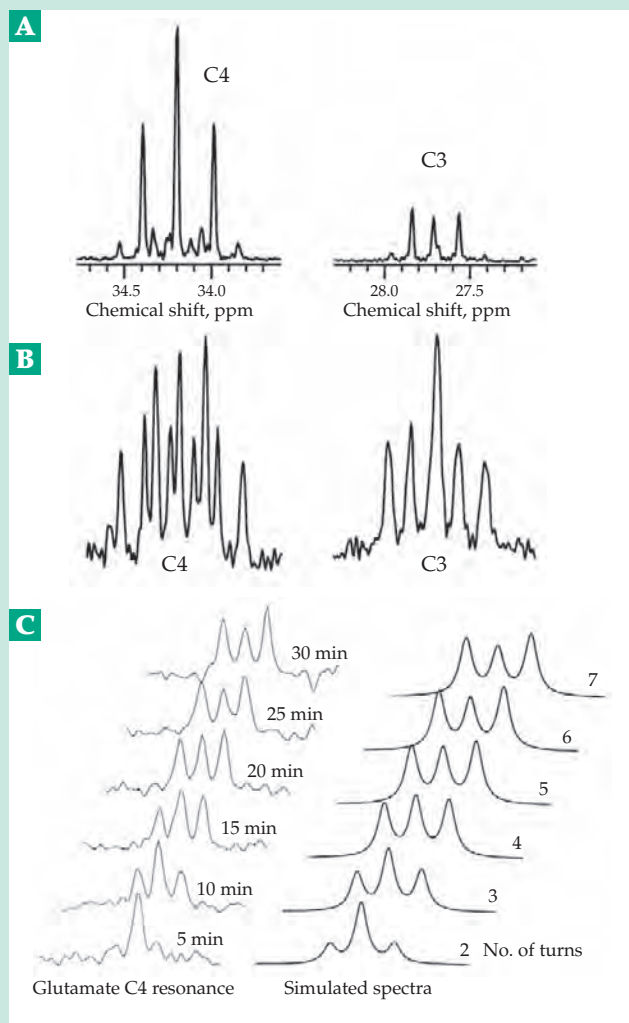 A
C4
C3
34.5 34.0
Chemical shift, ppm
28.0 27.5
Chemical shift, ppm
B
C4
C3
C
30 min
25 min
20 min
15 min
10 min
5 min
7
6
5
4
3
2 No. of turns
Glutamate C4 resonance
Simulated spectra